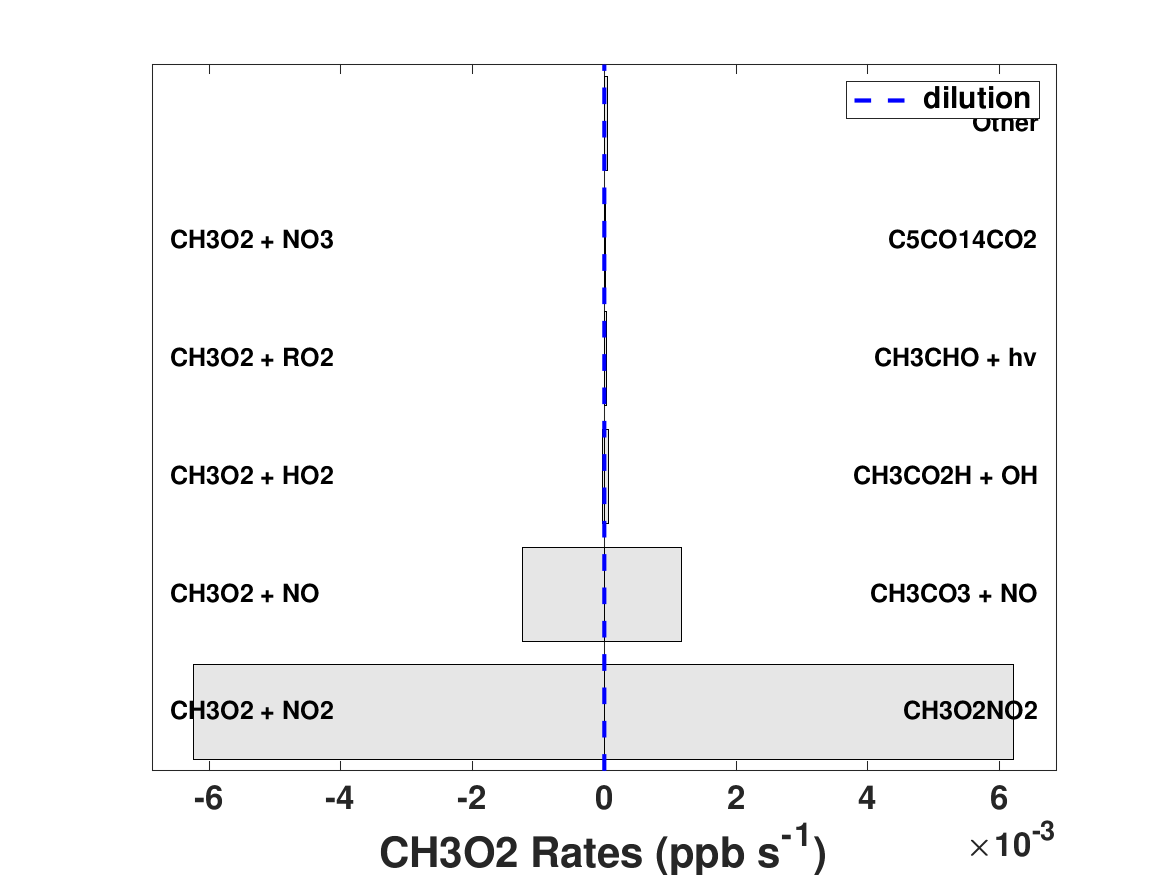 dilution
Other
CH3O2 + NO3
C5CO14CO2
CH3O2 + RO2
CH3CHO + hv
CH3O2 + HO2
CH3CO2H + OH
CH3O2 + NO
CH3CO3 + NO
CH3O2 + NO2
CH3O2NO2
-6 -4 -2 0 2 4 6
×10-3
CH3O2 Rates (ppb s-1)